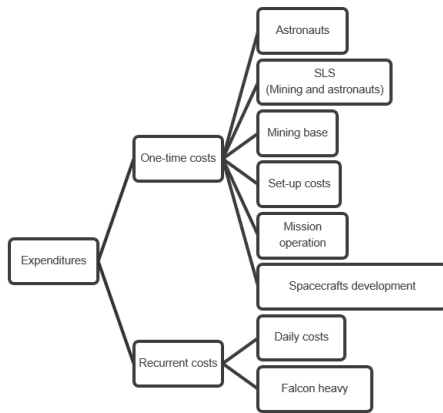 Astronauts
SLS
(Mining and astronauts)
Mining base
One-time costs
Set-up costs
Mission
operation
Expenditures
Spacecrafts development
Daily costs
Recurrent costs
Falcon heavy